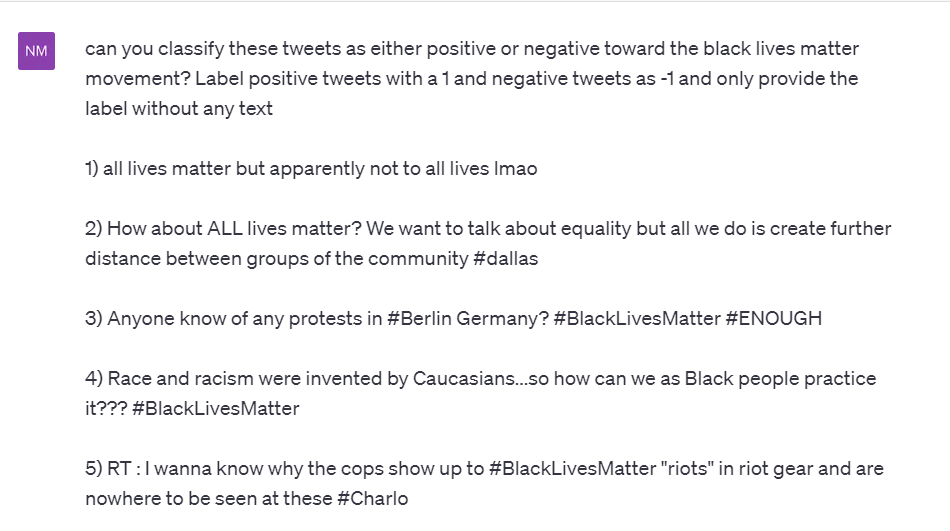 NM
can you classify these tweets as either positive or negative toward the black lives matter
movement? Label positive tweets with a 1 and negative tweets as -1 and only provide the
label without any text
1) all lives matter but apparently not to all lives lmao
2) How about ALL lives matter? We want to talk about equality but all we do is create further
distance between groups of the community #dallas
3) Anyone know of any protests in #Berlin Germany? #BlackLivesMatter #ENOUGH
4) Race and racism were invented by Caucasians...so how can we as Black people practice
it??? #BlackLivesMatter
5) RT : I wanna know why the cops show up to #BlackLivesMatter "riots" in riot gear and are
nowhere to be seen at these #Charlo